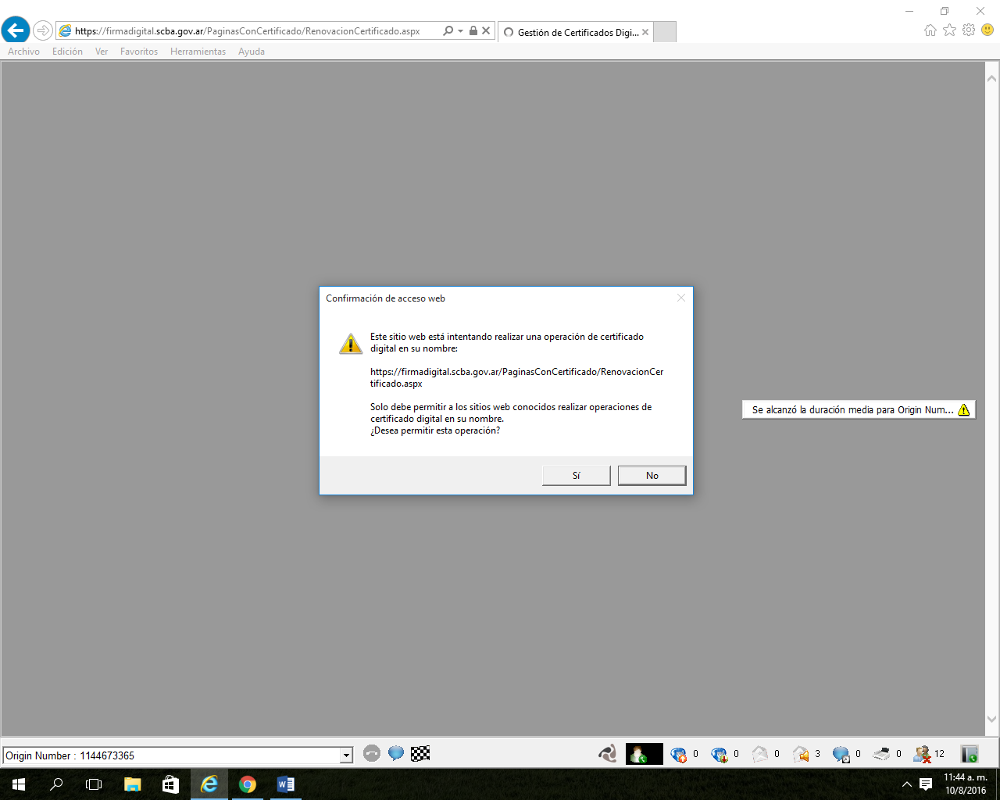 https://firmadigital.scba.gov.ar/PaginasConCertificado/RenovacionCertificado.aspx
Gestión de Certificados Digi...
Archivo Edición Ver Favoritos Herramientas Ayuda
Confirmación de acceso web
Este sitio web está intentando realizar una operación de certificado
digital en su nombre:
https://firmadigital.scba.gov.ar/PaginasConCertificado/RenovacionCer
tificado.aspx
Solo debe permitir a los sitios web conocidos realizar operaciones de
certificado digital en su nombre.
¿Desea permitir esta operación?
Sí No
Se alcanzó la duración media para Origin Num...
Origin Number : 1144673365
0 0 0 3 0 0 12
11:44 a. m.
10/8/2016